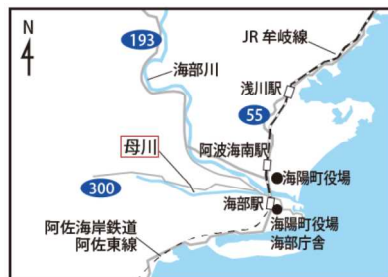 N
193
JR 牟岐線
海部川
浅川駅
55
母川
阿波海南駅
海陽町役場
300
海部駅
海陽町役場
海部庁舎
阿佐海岸鉄道
阿佐東線